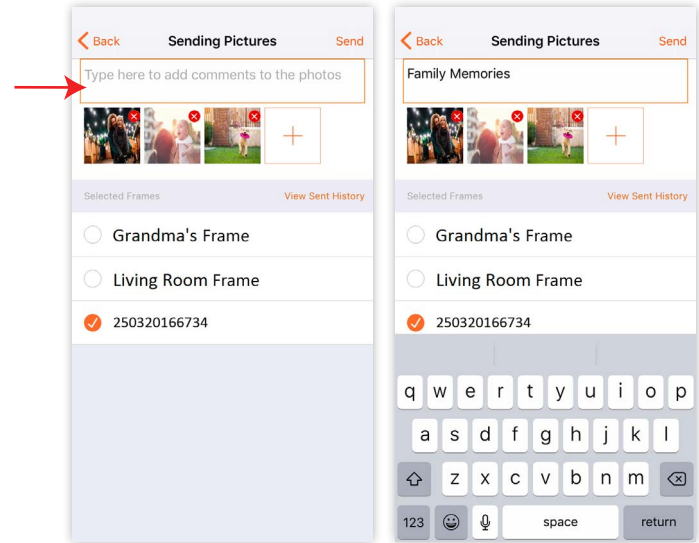 Back Sending Pictures Send
Type here to add comments to the photos
Selected Frames View Sent History
Grandma's Frame
Living Room Frame
250320166734
Back Sending Pictures Send
Family Memories
Selected Frames View Sent History
Grandma's Frame
Living Room Frame
250320166734
q w e r t y u i o p
a s d f g h j k l
z x c v b n m
123 space return